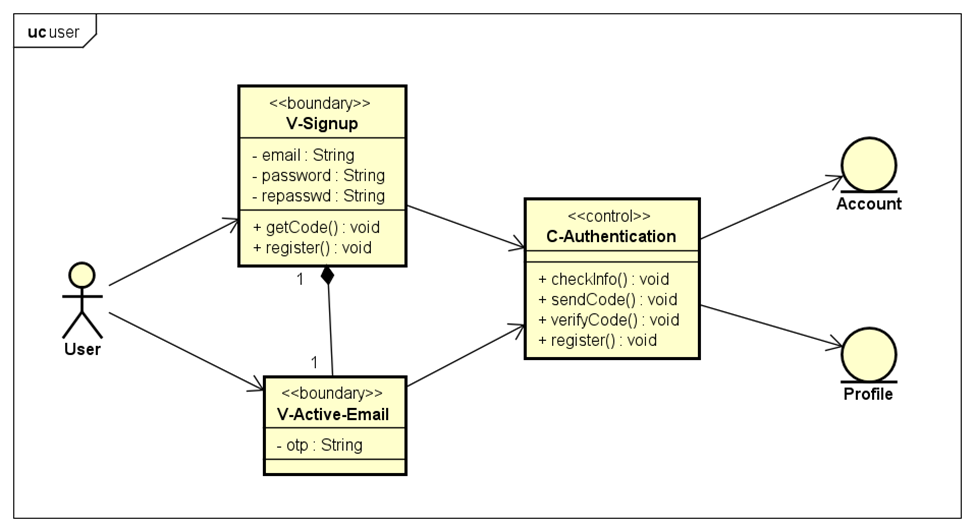 uc user
<<boundary>>
V-Signup
- email : String
- password : String
- repasswd : String
+ getCode() : void
+ register() : void
1
1
User
<<boundary>>
V-Active-Email
- otp : String
<<control>>
C-Authentication
+ checkInfo() : void
+ sendCode() : void
+ verifyCode() : void
+ register() : void
Account
Profile